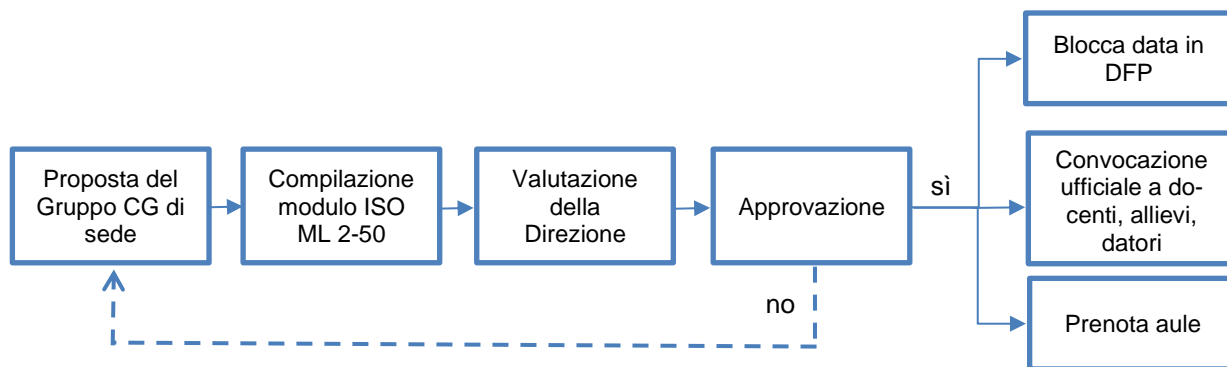 Proposta del
Gruppo CG di
sede
Compilazione
modulo ISO
ML 2-50
Valutazione
della
Direzione
Approvazione
sì
no
Blocca data in
DFP
Convocazione
ufficiale a do-
centi, allievi,
datori
Prenota aule